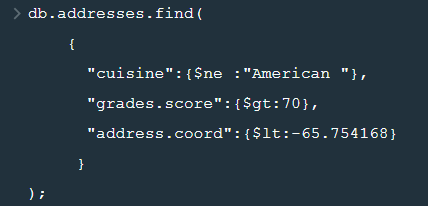 > db.addresses.find(
{
"cuisine":{$ne :"American "},
"grades.score":{$gt:70},
"address.coord":{$lt:-65.754168}
}
);